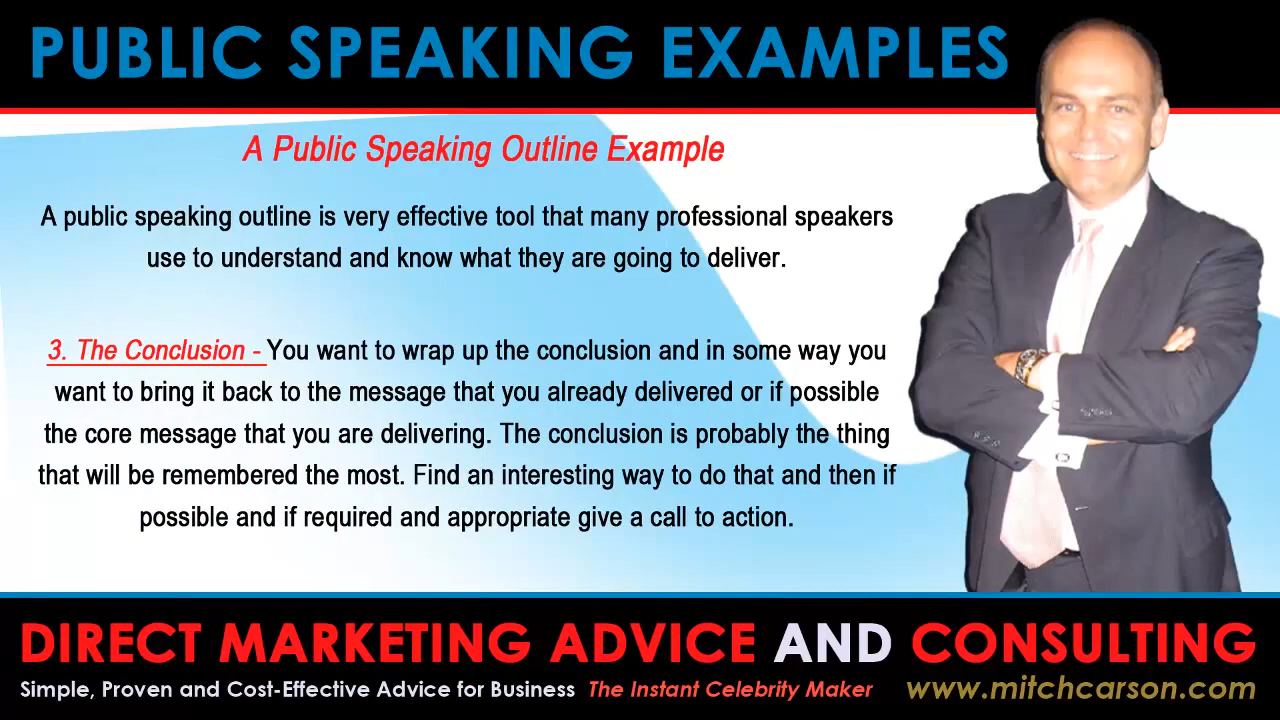 PUBLIC SPEAKING EXAMPLES
A Public Speaking Outline Example
A public speaking outline is very effective tool that many professional speakers
use to understand and know what they are going to deliver.
3. The Conclusion - You want to wrap up the conclusion and in some way you
want to bring it back to the message that you already delivered or if possible
the core message that you are delivering. The conclusion is probably the thing
that will be remembered the most. Find an interesting way to do that and then if
possible and if required and appropriate give a call to action.
DIRECT MARKETING ADVICE AND CONSULTING
Simple, Proven and Cost-Effective Advice for Business The Instant Celebrity Maker www.mitchcarson.com